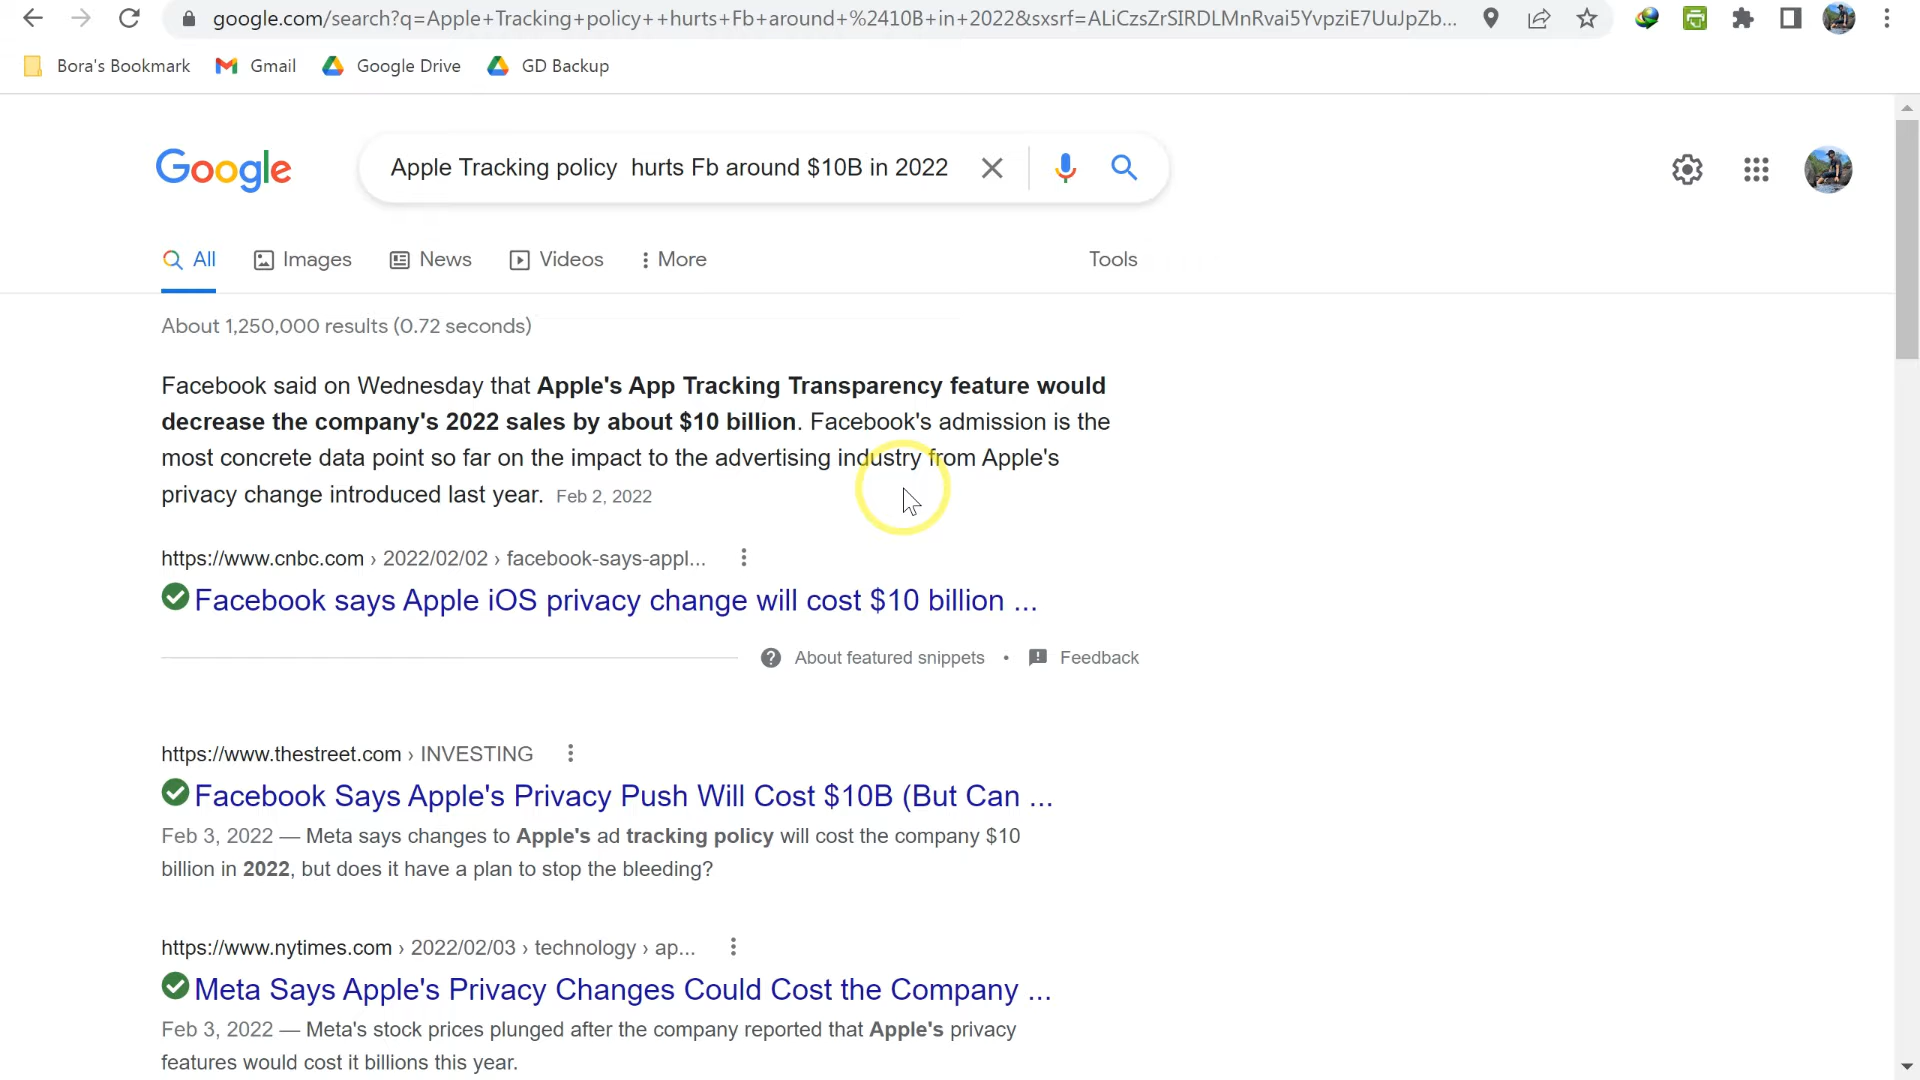 google.com/search?q=Apple+Tracking+policy++hurts+Fb+around+%2410B+in+2022&sxsrf=ALiCzsZrSIRDLMnRvai5YvpziE7UuJpZb...
Bora's Bookmark Gmail Google Drive GD Backup
Google Apple Tracking policy  hurts Fb around $10B in 2022
All Images News Videos More Tools
About 1,250,000 results (0.72 seconds)
Facebook said on Wednesday that Apple's App Tracking Transparency feature would
decrease the company's 2022 sales by about $10 billion. Facebook's admission is the
most concrete data point so far on the impact to the advertising industry from Apple's
privacy change introduced last year. Feb 2, 2022
https://www.cnbc.com › 2022/02/02 › facebook-says-appl...
Facebook says Apple iOS privacy change will cost $10 billion ...
About featured snippets • Feedback
https://www.thestreet.com › INVESTING
Facebook Says Apple's Privacy Push Will Cost $10B (But Can ...
Feb 3, 2022 — Meta says changes to Apple's ad tracking policy will cost the company $10
billion in 2022, but does it have a plan to stop the bleeding?
https://www.nytimes.com › 2022/02/03 › technology › ap...
Meta Says Apple's Privacy Changes Could Cost the Company ...
Feb 3, 2022 — Meta's stock prices plunged after the company reported that Apple's privacy
features would cost it billions this year.